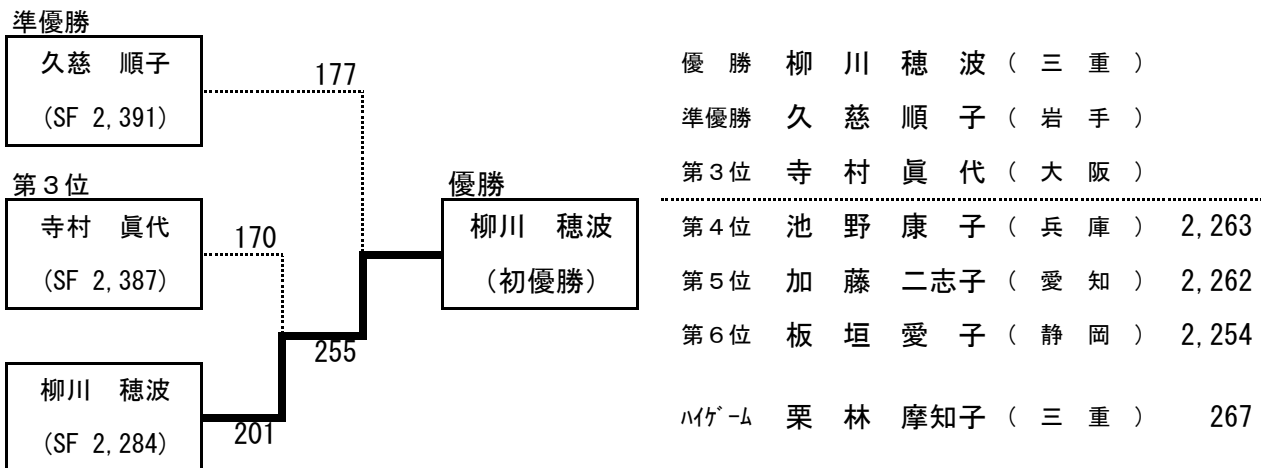 準優勝
久慈 順子
(SF 2,391)
177
第３位
寺村 眞代
(SF 2,387)
170
優勝
柳川 穂波
(初優勝)
255
柳川 穂波
(SF 2,284)
201
優 勝 柳 川 穂 波 ( 三 重 )
準優勝 久 慈 順 子 ( 岩 手 )
第３位 寺 村 眞 代 ( 大 阪 )
第４位 池 野 康 子 ( 兵 庫 ) 2,263
第５位 加 藤 二志子 ( 愛 知 ) 2,262
第６位 板 垣 愛 子 ( 静 岡 ) 2,254
ﾊｲｹﾞｰﾑ 栗 林 摩知子 ( 三 重 ) 267